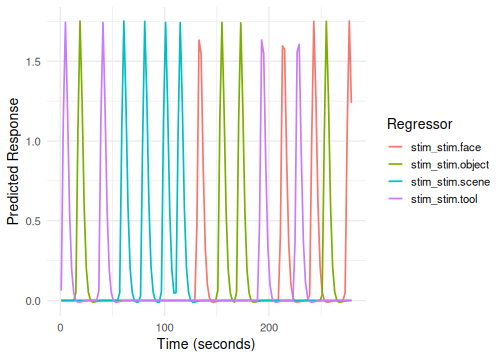 Predicted Response
1.5
1.0
0.5
0.0
0
100
200
Time (seconds)
Regressor
stim_stim.face
stim_stim.object
stim_stim.scene
stim_stim.tool